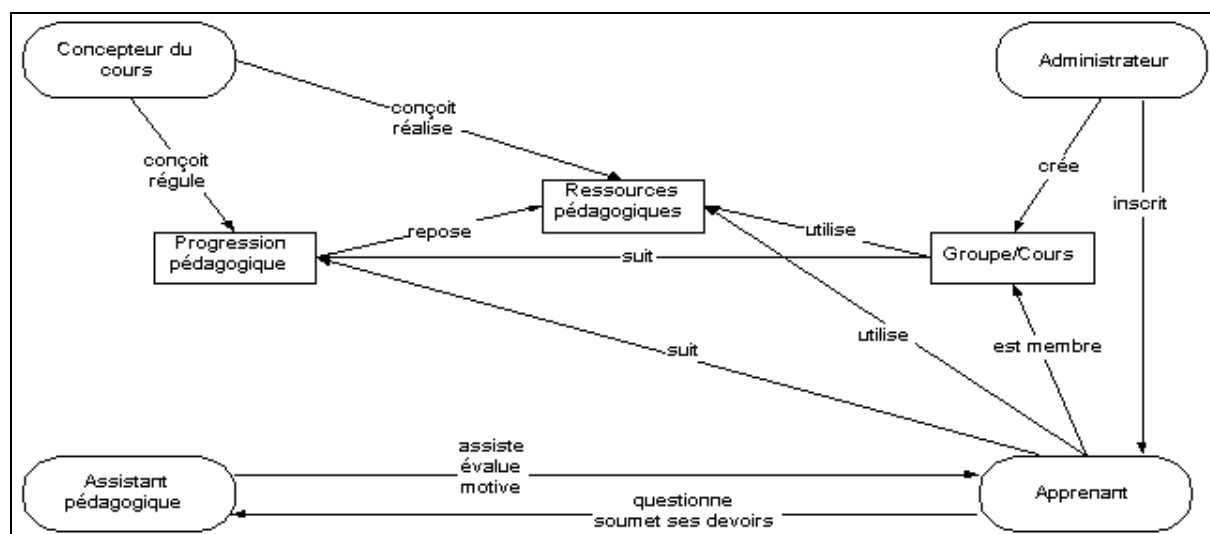 Concepteur du
cours
Administrateur
conçoit
réalise
conçoit
régule
crée
Ressources
pédagogiques
inscrit
repose
utilise
Progression
pédagogique
suit
Groupe/Cours
utilise
est membre
suit
assiste
évalue
motive
Assistant
pédagogique
Apprenant
questionne
soumet ses devoirs